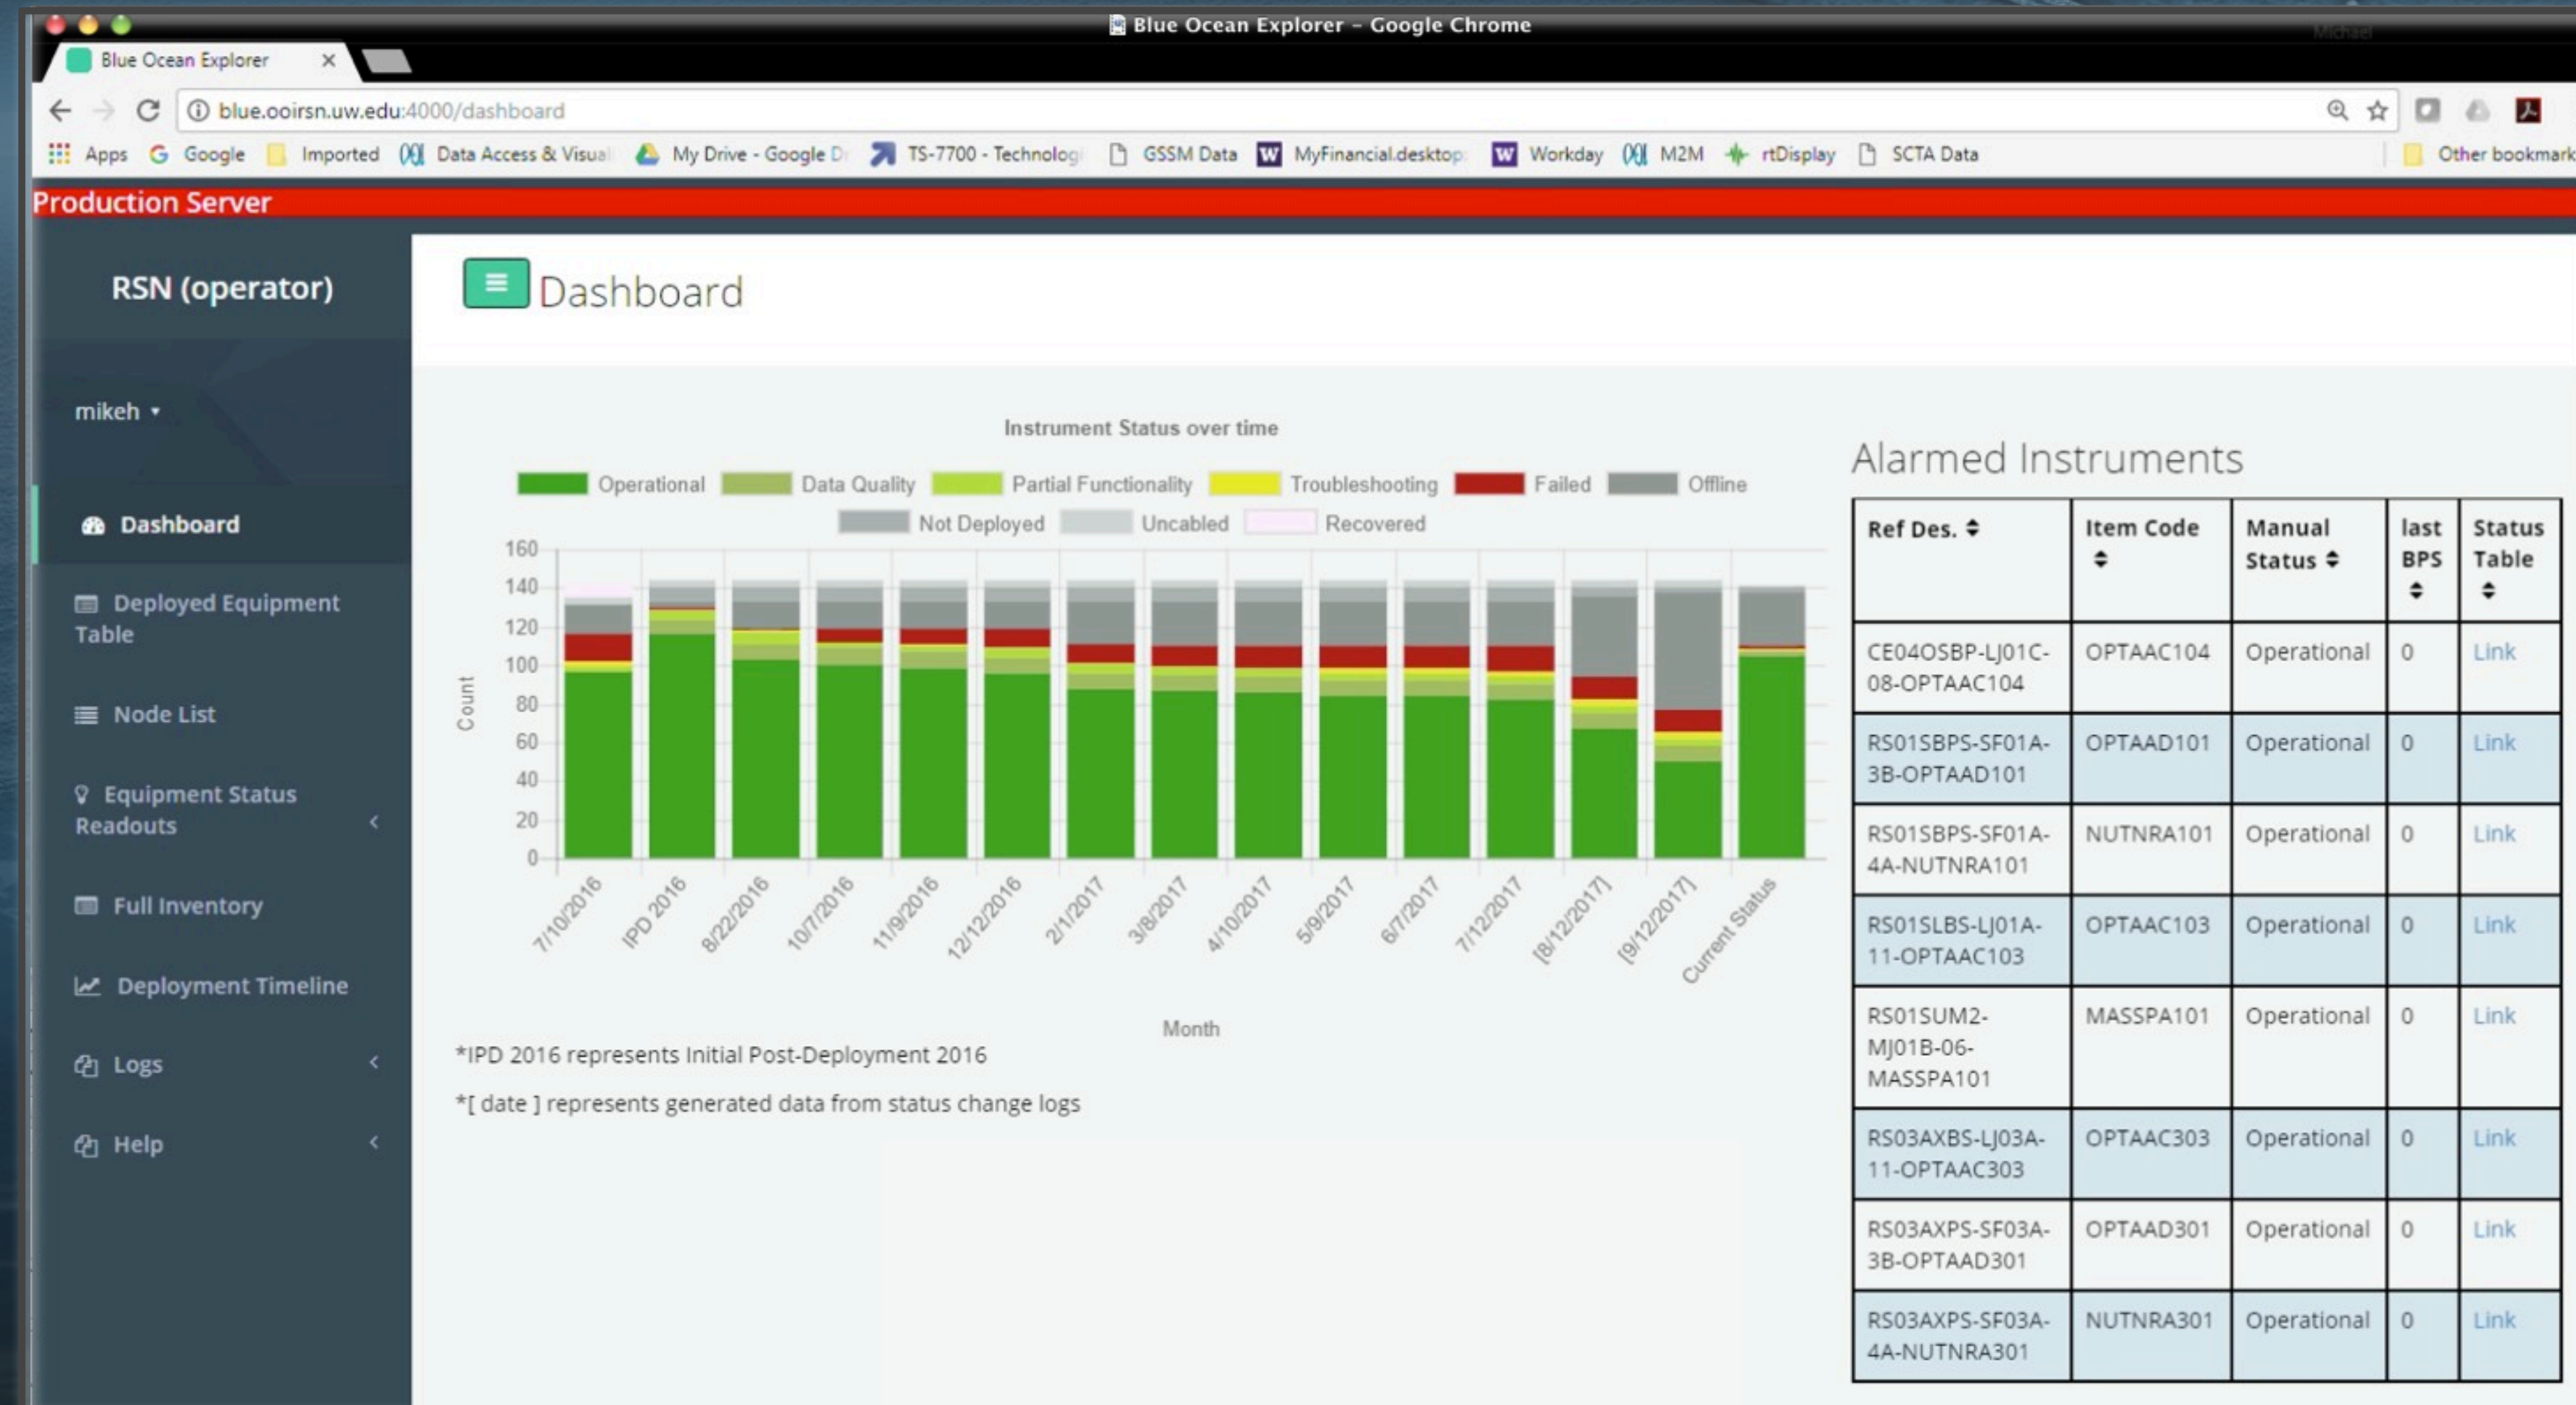 Blue Ocean Explorer – Google Chrome
Michael
Blue Ocean Explorer
blue.ooirsn.uw.edu:4000/dashboard
Apps Google Imported Data Access & Visual My Drive - Google Dr TS-7700 - Technologi GSSM Data MyFinancial.desktop: Workday M2M rtDisplay SCTA Data Other bookmark
Production Server
RSN (operator)
mikeh
Dashboard
Deployed Equipment
Table
Node List
Equipment Status
Readouts
Full Inventory
Deployment Timeline
Logs
Help
Dashboard
Instrument Status over time
Operational Data Quality Partial Functionality Troubleshooting Failed Offline
Not Deployed Uncabled Recovered
160
140
120
100
80
60
40
20
0
Count
7/10/2016 IPD 2016 8/22/2016 10/7/2016 11/9/2016 12/12/2016 2/1/2017 3/8/2017 4/10/2017 5/9/2017 6/7/2017 7/12/2017 [8/12/2017] [9/12/2017] Current Status
Month
*IPD 2016 represents Initial Post-Deployment 2016
*[ date ] represents generated data from status change logs
Alarmed Instruments
Ref Des. Item Code Manual last Status
Status BPS Table
CE04OSBP-LJ01C- OPTAAC104 Operational 0 Link
08-OPTAAC104
RS01SBPS-SF01A- OPTAAD101 Operational 0 Link
3B-OPTAAD101
RS01SBPS-SF01A- NUTNRA101 Operational 0 Link
4A-NUTNRA101
RS01SLBS-LJ01A- OPTAAC103 Operational 0 Link
11-OPTAAC103
RS01SUM2- MASSPA101 Operational 0 Link
MJ01B-06-
MASSPA101
RS03AXBS-LJ03A- OPTAAC303 Operational 0 Link
11-OPTAAC303
RS03AXPS-SF03A- OPTAAD301 Operational 0 Link
3B-OPTAAD301
RS03AXPS-SF03A- NUTNRA301 Operational 0 Link
4A-NUTNRA301